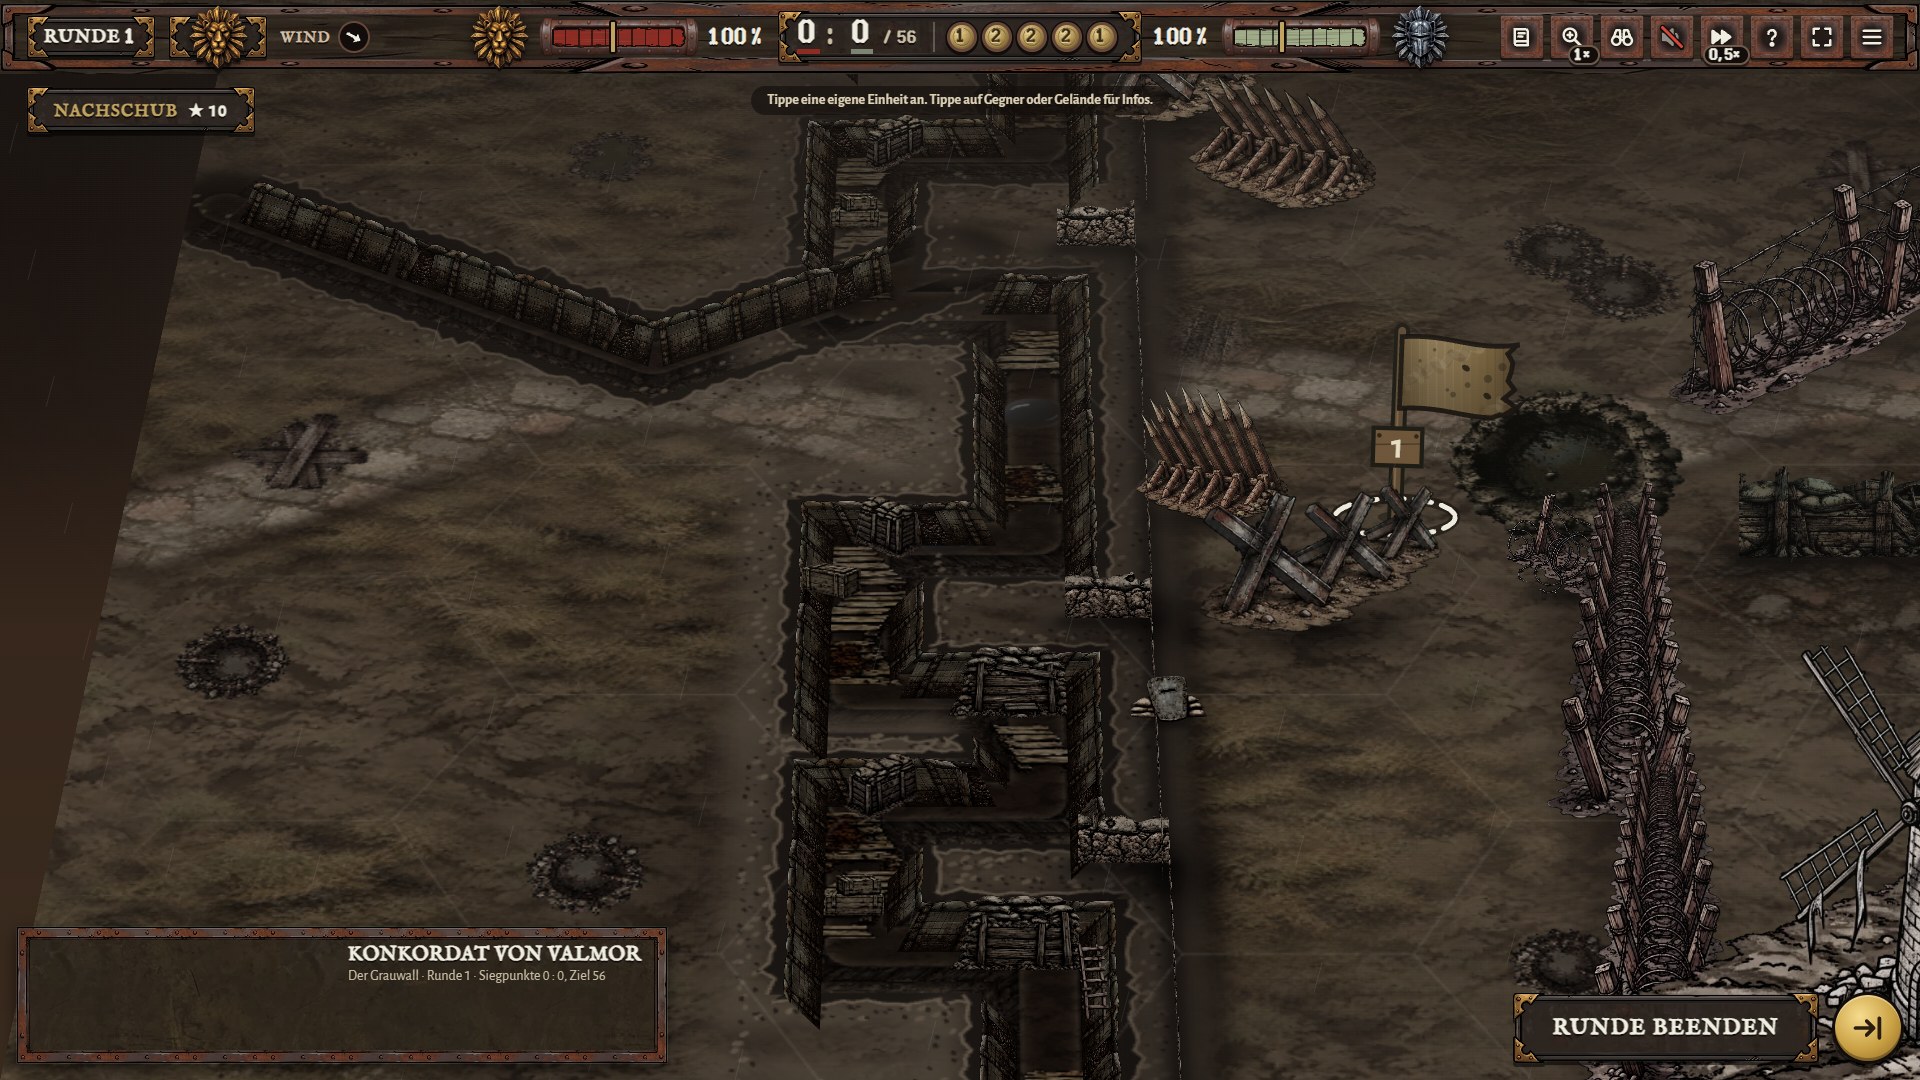 RUNDE 1
WIND
100%
0 : 0 / 56
1 2 2 2 1
100%
1×
0,5×
?
NACHSCHUB ★ 10
Tippe eine eigene Einheit an. Tippe auf Gegner oder Gelände für Infos.
1
KONKORDAT VON VALMOR
Der Grauwall · Runde 1 · Siegpunkte 0 : 0, Ziel 56
RUNDE BEENDEN